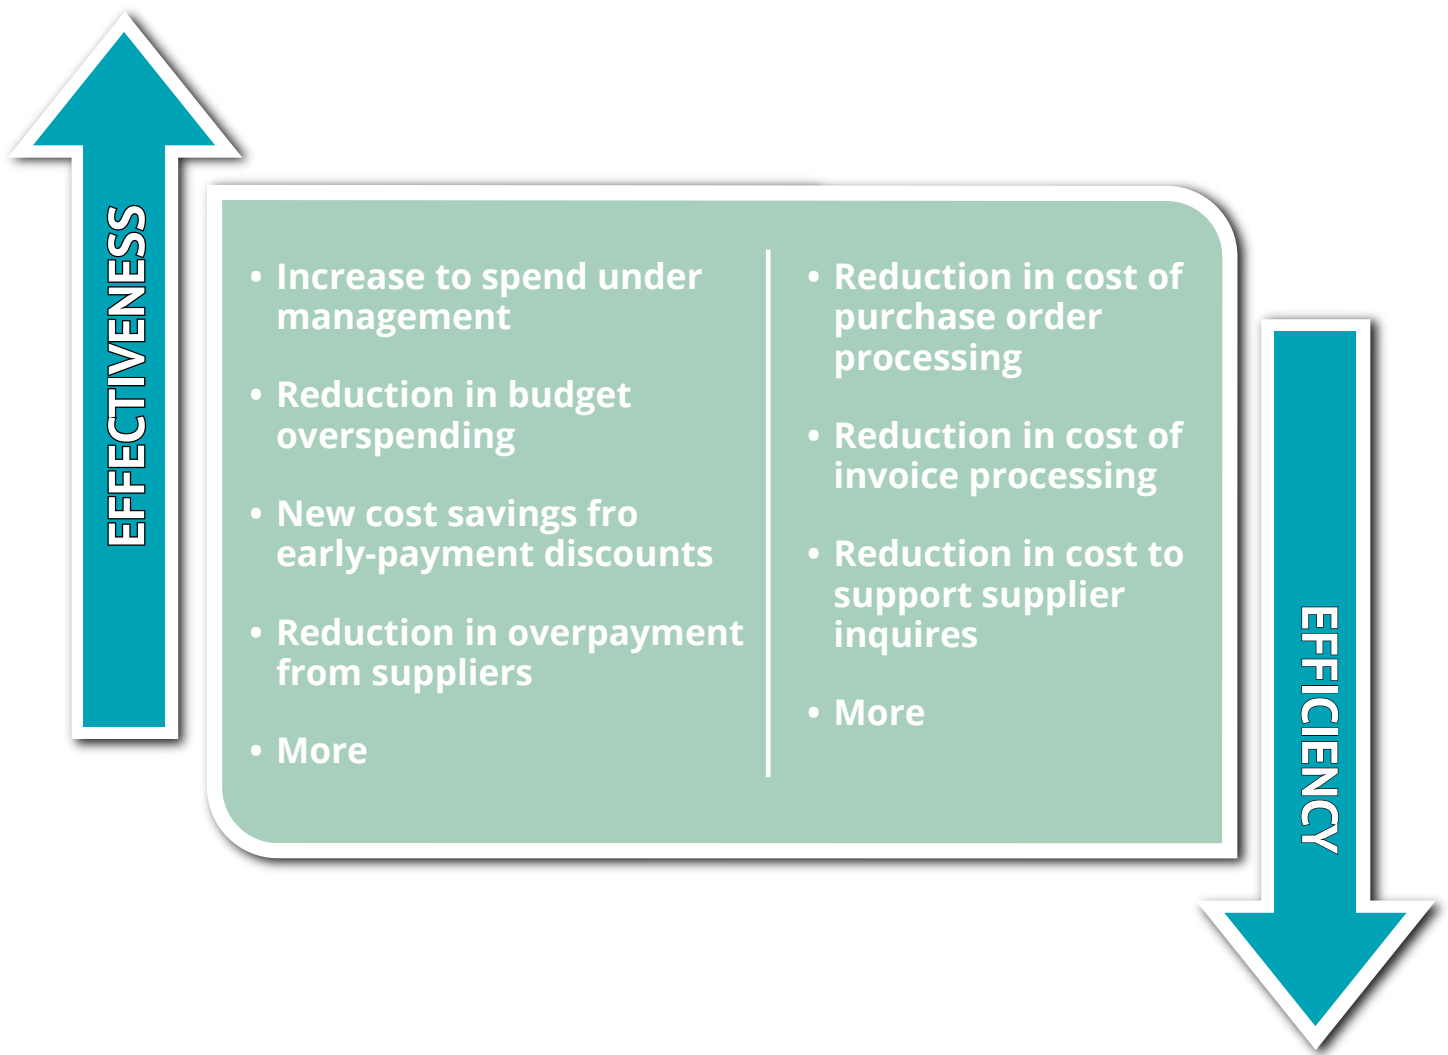 EFFECTIVENESS
• Increase to spend under
management
• Reduction in budget
overspending
• New cost savings fro
early-payment discounts
• Reduction in overpayment
from suppliers
• More
• Reduction in cost of
purchase order
processing
• Reduction in cost of
invoice processing
• Reduction in cost to
support supplier
inquires
• More
EFFICIENCY